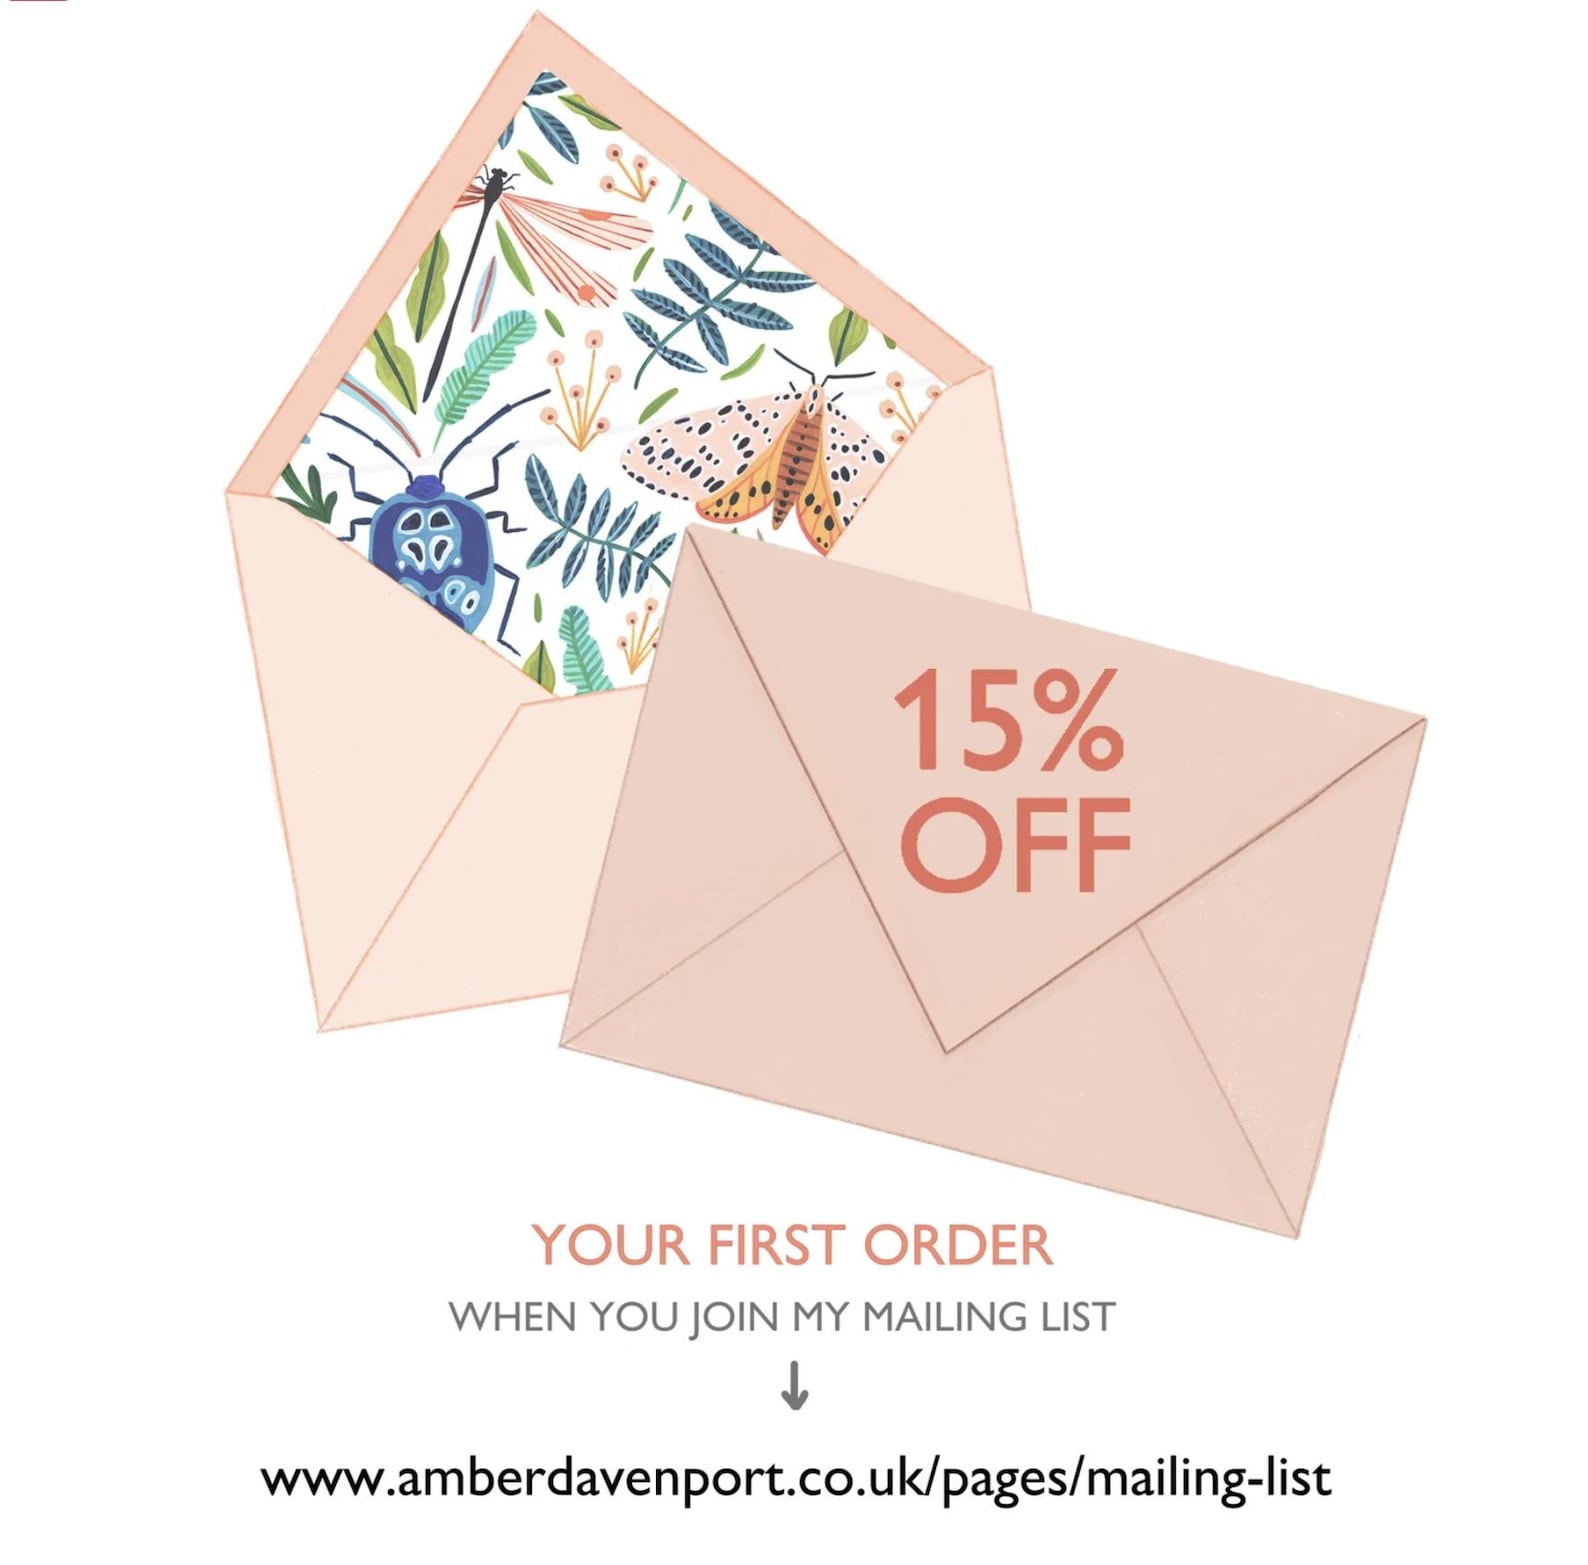 15%
OFF
YOUR FIRST ORDER
WHEN YOU JOIN MY MAILING LIST
www.amberdavenport.co.uk/pages/mailing-list